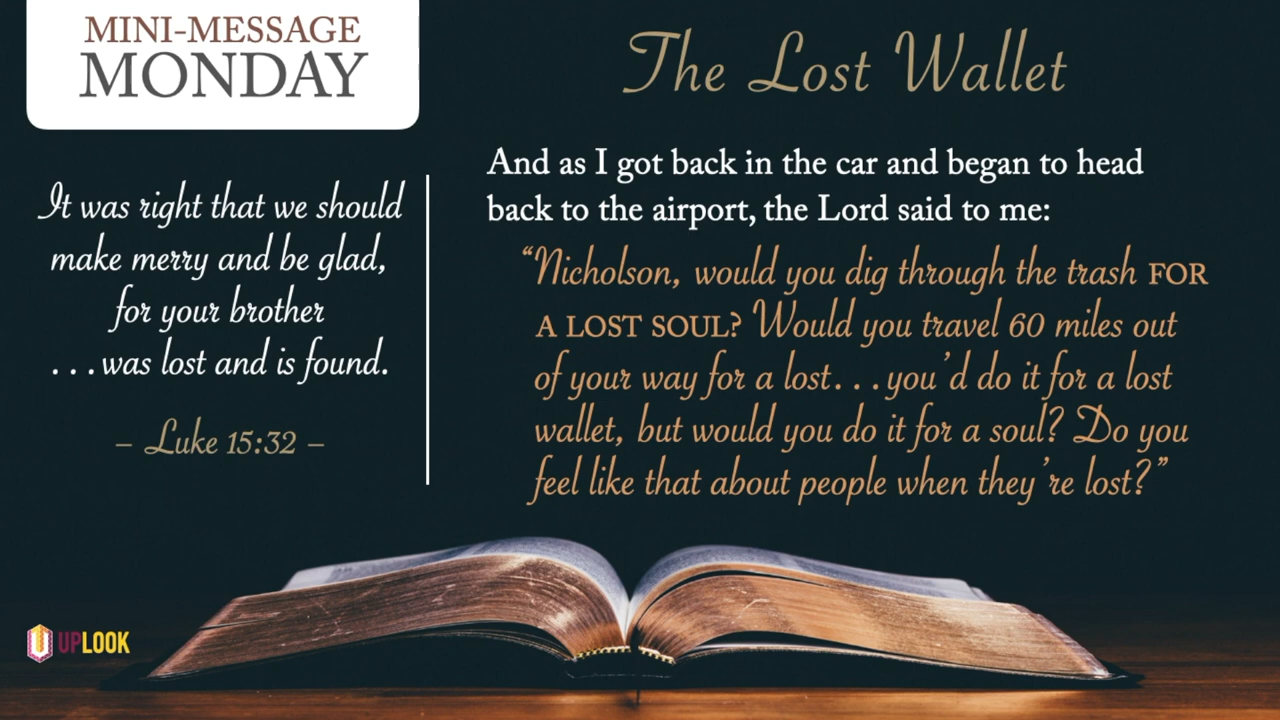 MINI-MESSAGE
MONDAY
It was right that we should
make merry and be glad,
for your brother
...was lost and is found.
– Luke 15:32 –
The Lost Wallet
And as I got back in the car and began to head
back to the airport, the Lord said to me:
“Nicholson, would you dig through the trash FOR
A LOST SOUL? Would you travel 60 miles out
of your way for a lost...you’d do it for a lost
wallet, but would you do it for a soul? Do you
feel like that about people when they’re lost?”
UPLOOK